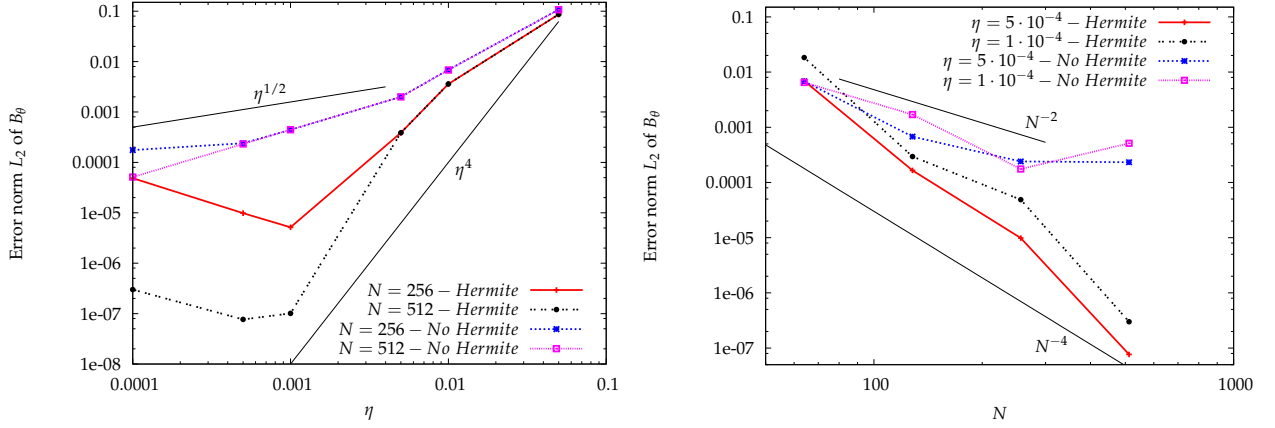 0.1
0.01
0.001
0.0001
1e-05
1e-06
1e-07
1e-08
0.0001
0.001
0.01
0.1
Error norm L₂ of B_θ
η
η^{1/2}
η⁴
N = 256 – Hermite
N = 512 – Hermite
N = 256 – No Hermite
N = 512 – No Hermite
0.1
0.01
0.001
0.0001
1e-05
1e-06
1e-07
100
1000
Error norm L₂ of B_θ
N
η = 5 · 10⁻⁴ – Hermite
η = 1 · 10⁻⁴ – Hermite
η = 5 · 10⁻⁴ – No Hermite
η = 1 · 10⁻⁴ – No Hermite
N⁻²
N⁻⁴